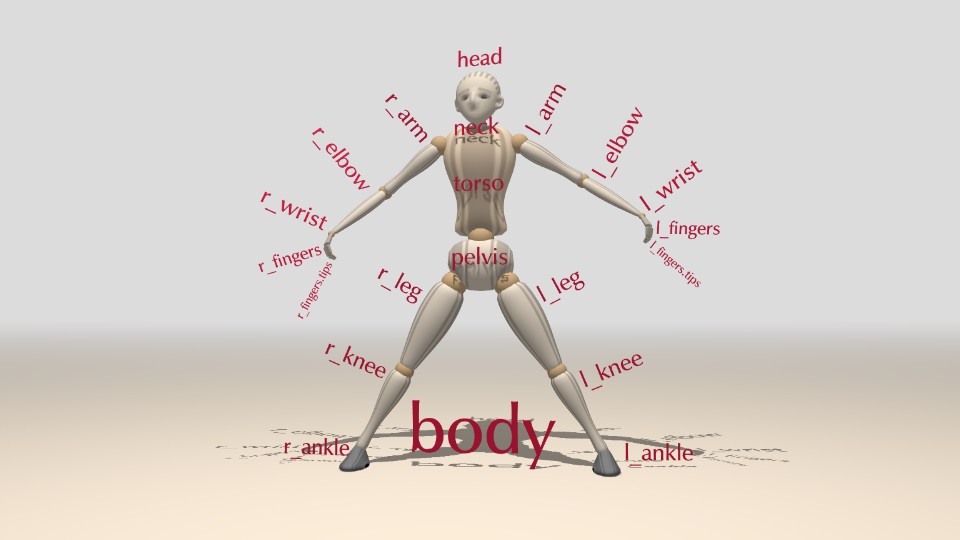 head
r_arm
l_arm
neck
r_elbow
l_elbow
torso
r_wrist
l_wrist
r_fingers
l_fingers
r_fingers.tips
l_fingers.tips
pelvis
r_leg
l_leg
r_knee
l_knee
body
r_ankle
l_ankle